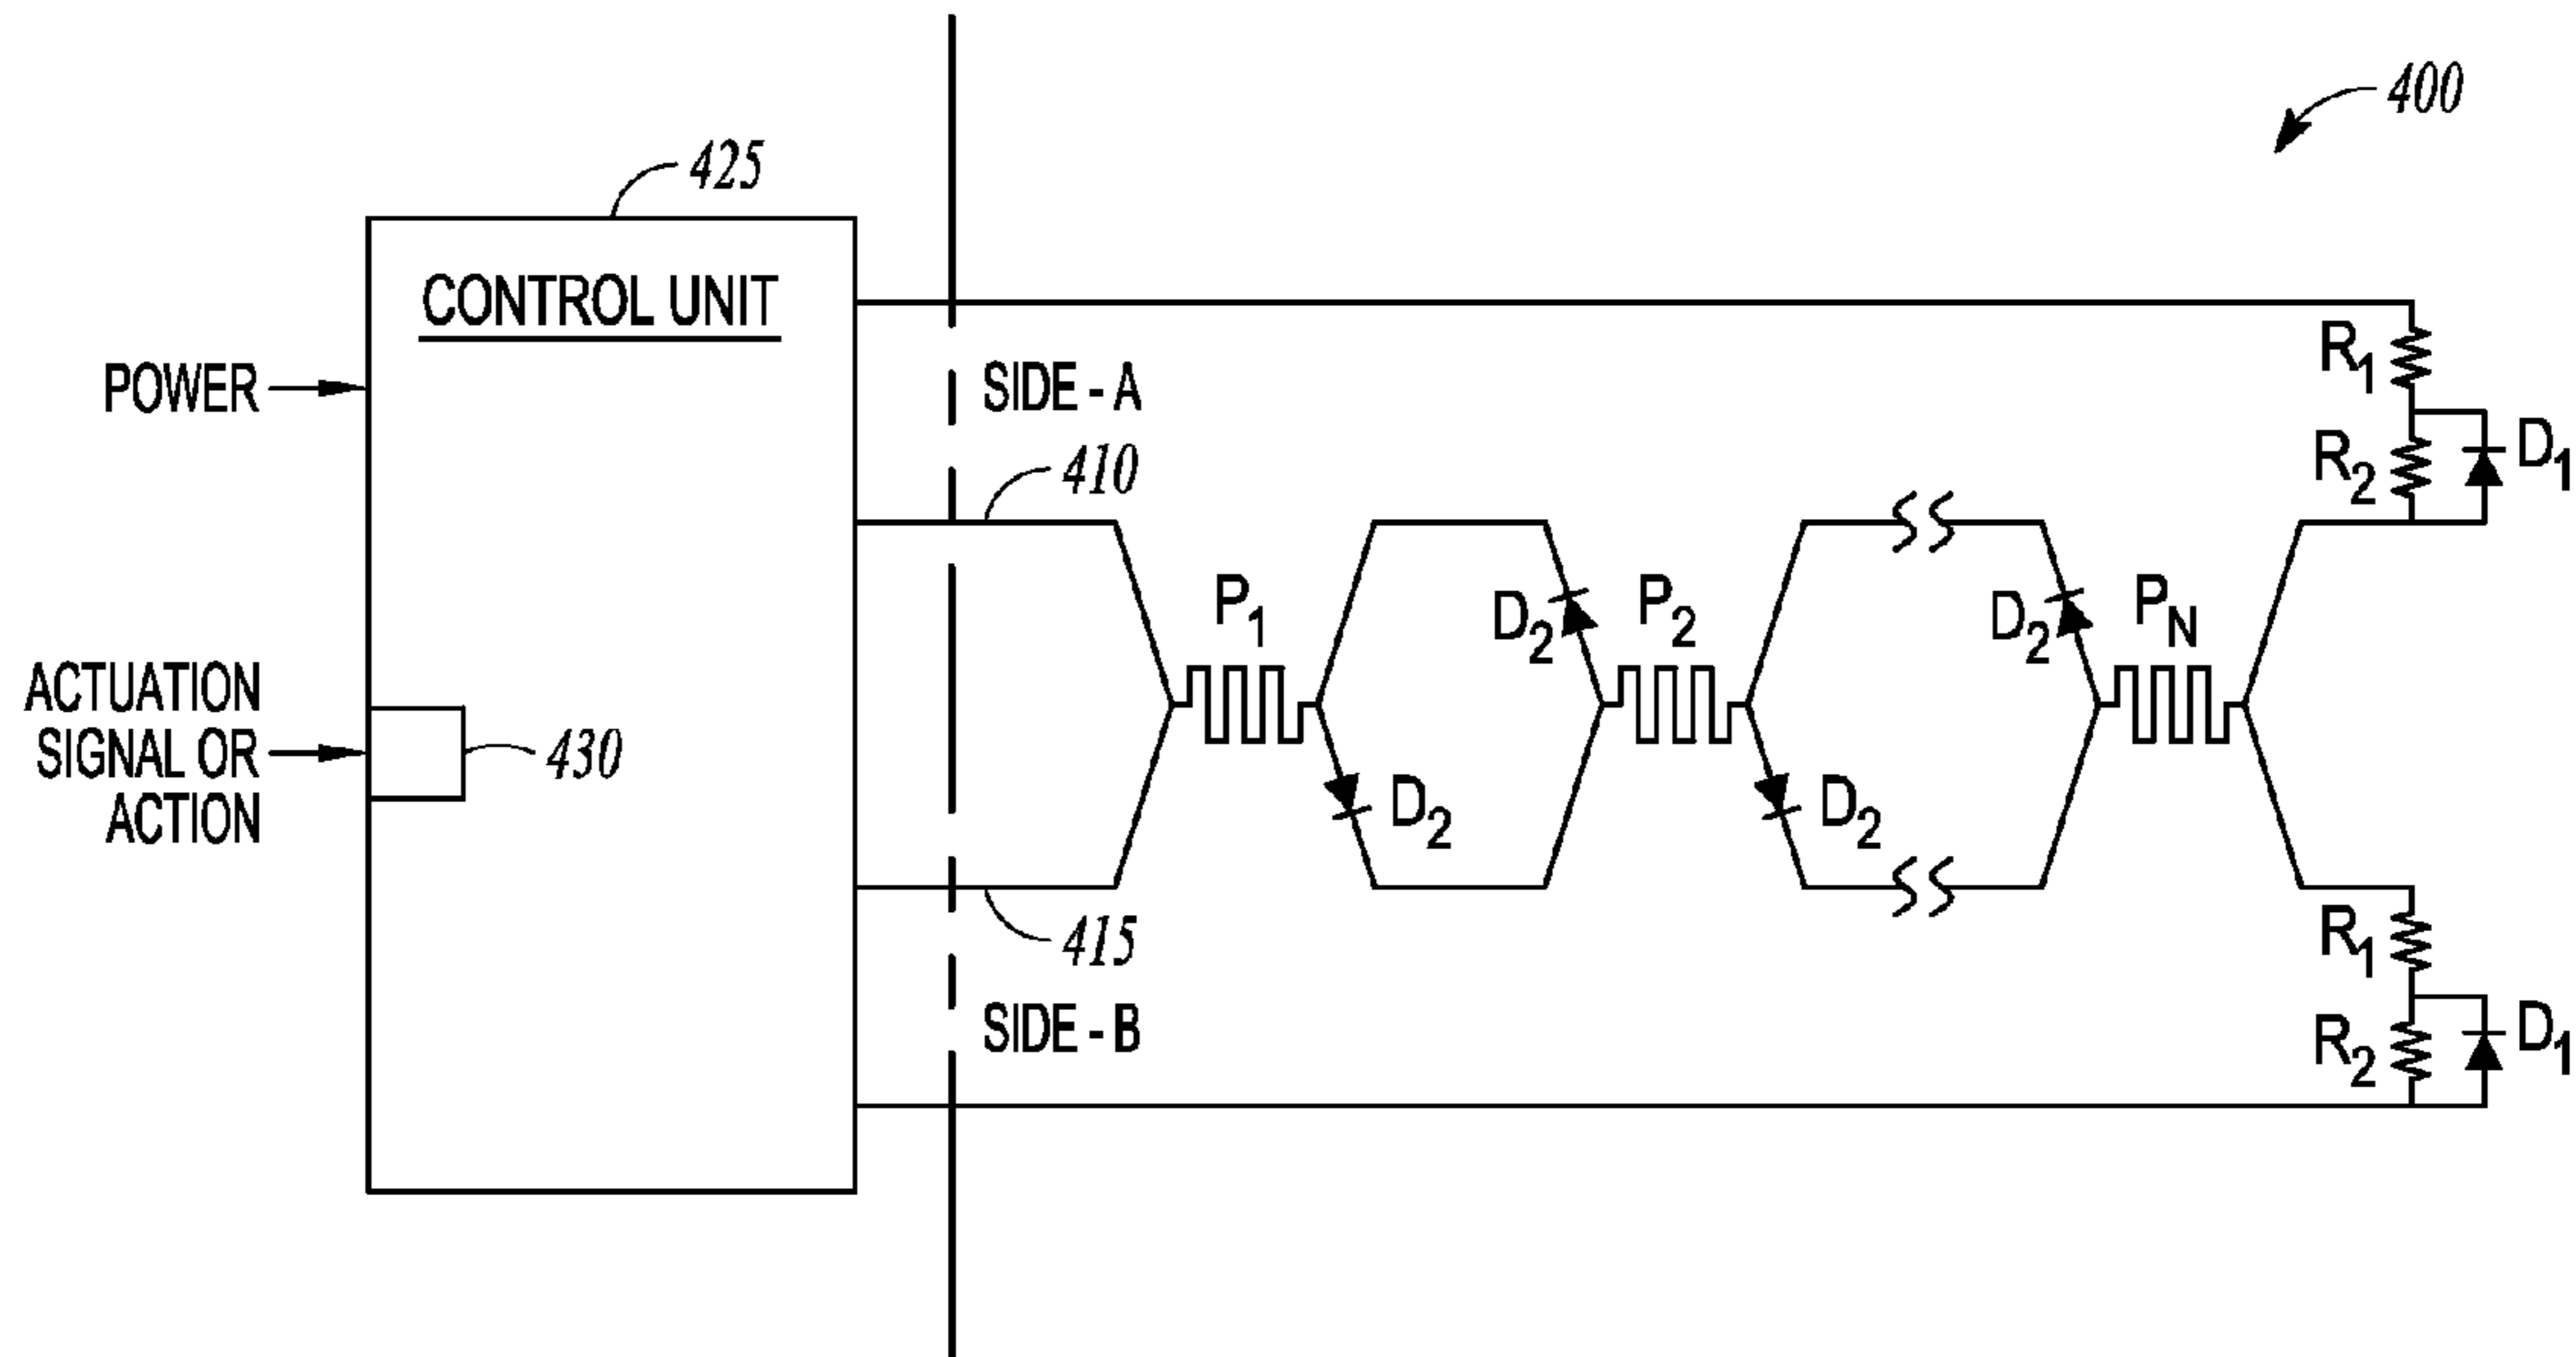 400
425
CONTROL UNIT
POWER
SIDE - A
410
R1
R2
D1
P1
D2
P2
D2
PN
ACTUATION
SIGNAL OR
ACTION
430
D2
D2
415
SIDE - B
R1
R2
D1